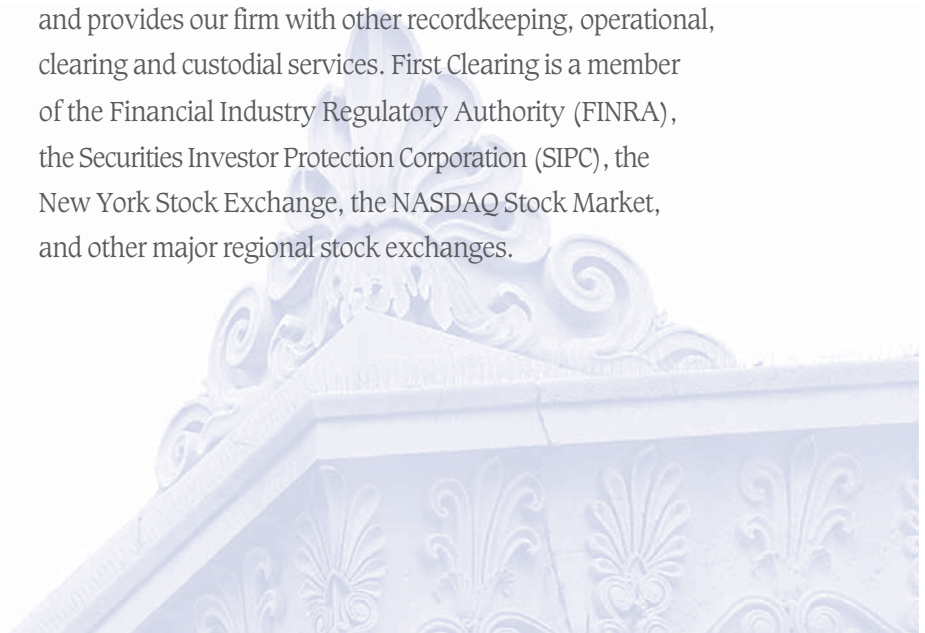 and provides our firm with other recordkeeping, operational,
clearing and custodial services. First Clearing is a member
of the Financial Industry Regulatory Authority (FINRA),
the Securities Investor Protection Corporation (SIPC), the
New York Stock Exchange, the NASDAQ Stock Market,
and other major regional stock exchanges.